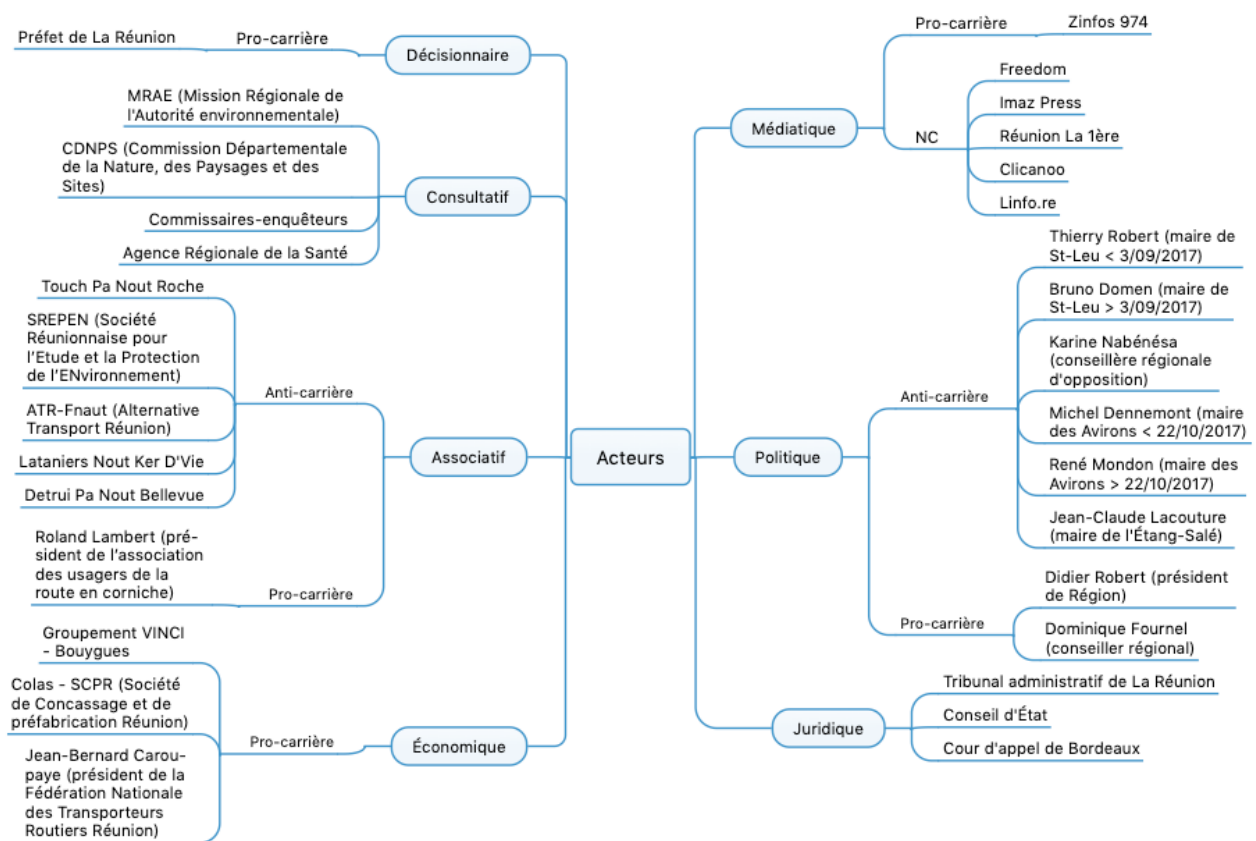 Acteurs
Décisionnaire
Pro-carrière
Préfet de La Réunion
Consultatif
MRAE (Mission Régionale de
l'Autorité environnementale)
CDNPS (Commission Départementale
de la Nature, des Paysages et des
Sites)
Commissaires-enquêteurs
Agence Régionale de la Santé
Associatif
Anti-carrière
Touch Pa Nout Roche
SREPEN (Société
Réunionnaise pour
l'Etude et la Protection
de l'ENvironnement)
ATR-Fnaut (Alternative
Transport Réunion)
Lataniers Nout Ker D'Vie
Detrui Pa Nout Bellevue
Pro-carrière
Roland Lambert (pré-
sident de l'association
des usagers de la
route en corniche)
Économique
Pro-carrière
Groupement VINCI
- Bouygues
Colas - SCPR (Société
de Concassage et de
préfabrication Réunion)
Jean-Bernard Carou-
paye (président de la
Fédération Nationale
des Transporteurs
Routiers Réunion)
Médiatique
Pro-carrière
Zinfos 974
NC
Freedom
Imaz Press
Réunion La 1ère
Clicanoo
Linfo.re
Politique
Anti-carrière
Thierry Robert (maire de
St-Leu < 3/09/2017)
Bruno Domen (maire de
St-Leu > 3/09/2017)
Karine Nabénésa
(conseillère régionale
d'opposition)
Michel Dennemont (maire
des Avirons < 22/10/2017)
René Mondon (maire des
Avirons > 22/10/2017)
Jean-Claude Lacouture
(maire de l'Étang-Salé)
Pro-carrière
Didier Robert (président
de Région)
Dominique Fournel
(conseiller régional)
Juridique
Tribunal administratif de La Réunion
Conseil d'État
Cour d'appel de Bordeaux